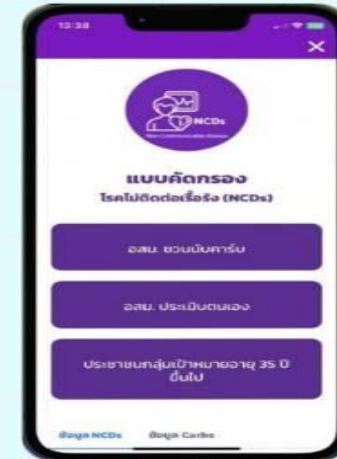 13:38
NCDs
แบบคัดกรอง
โรคไม่ติดต่อเรื้อรัง (NCDs)
อสม. ชวนนับคาร์บ
อสม. ประเมินตนเอง
ประชาชนกลุ่มเป้าหมายอายุ 35 ปี
ขึ้นไป
ข้อมูล NCDs ข้อมูล Carbs